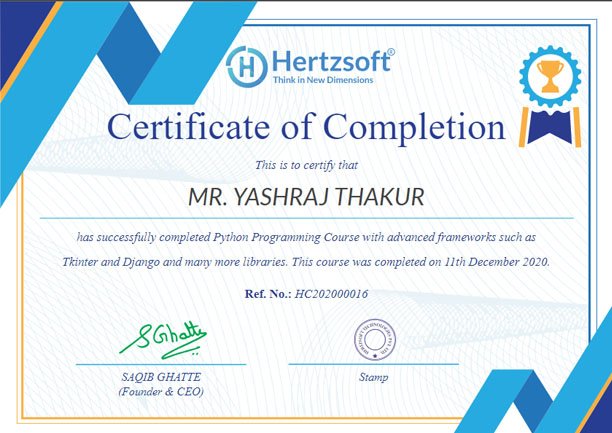 Hertzsoft©
Think in New Dimensions
Certificate of Completion
This is to certify that
MR. YASHRAJ THAKUR
has successfully completed Python Programming Course with advanced frameworks such as
Tkinter and Django and many more libraries. This course was completed on 11th December 2020.
Ref. No.: HC202000016
SGhatte
SAQIB GHATTE
(Founder & CEO)
Stamp